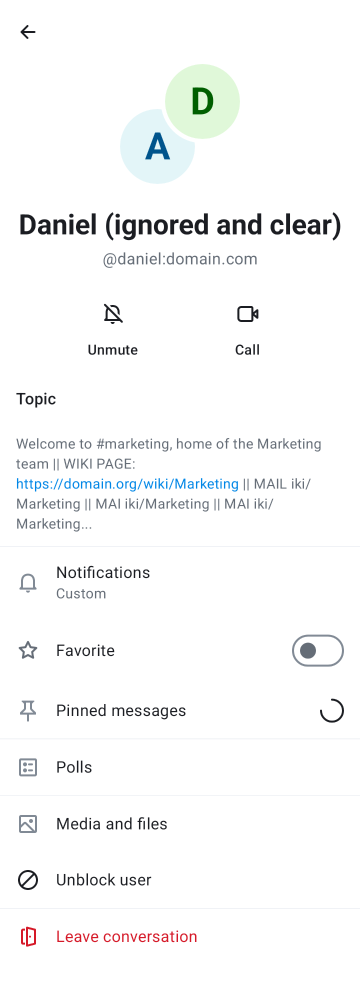 D
A
Daniel (ignored and clear)
@daniel:domain.com
Unmute
Call
Topic
Welcome to #marketing, home of the Marketing
team || WIKI PAGE:
https://domain.org/wiki/Marketing || MAIL iki/
Marketing || MAI iki/Marketing || MAI iki/
Marketing...
Notifications
Custom
Favorite
Pinned messages
Polls
Media and files
Unblock user
Leave conversation